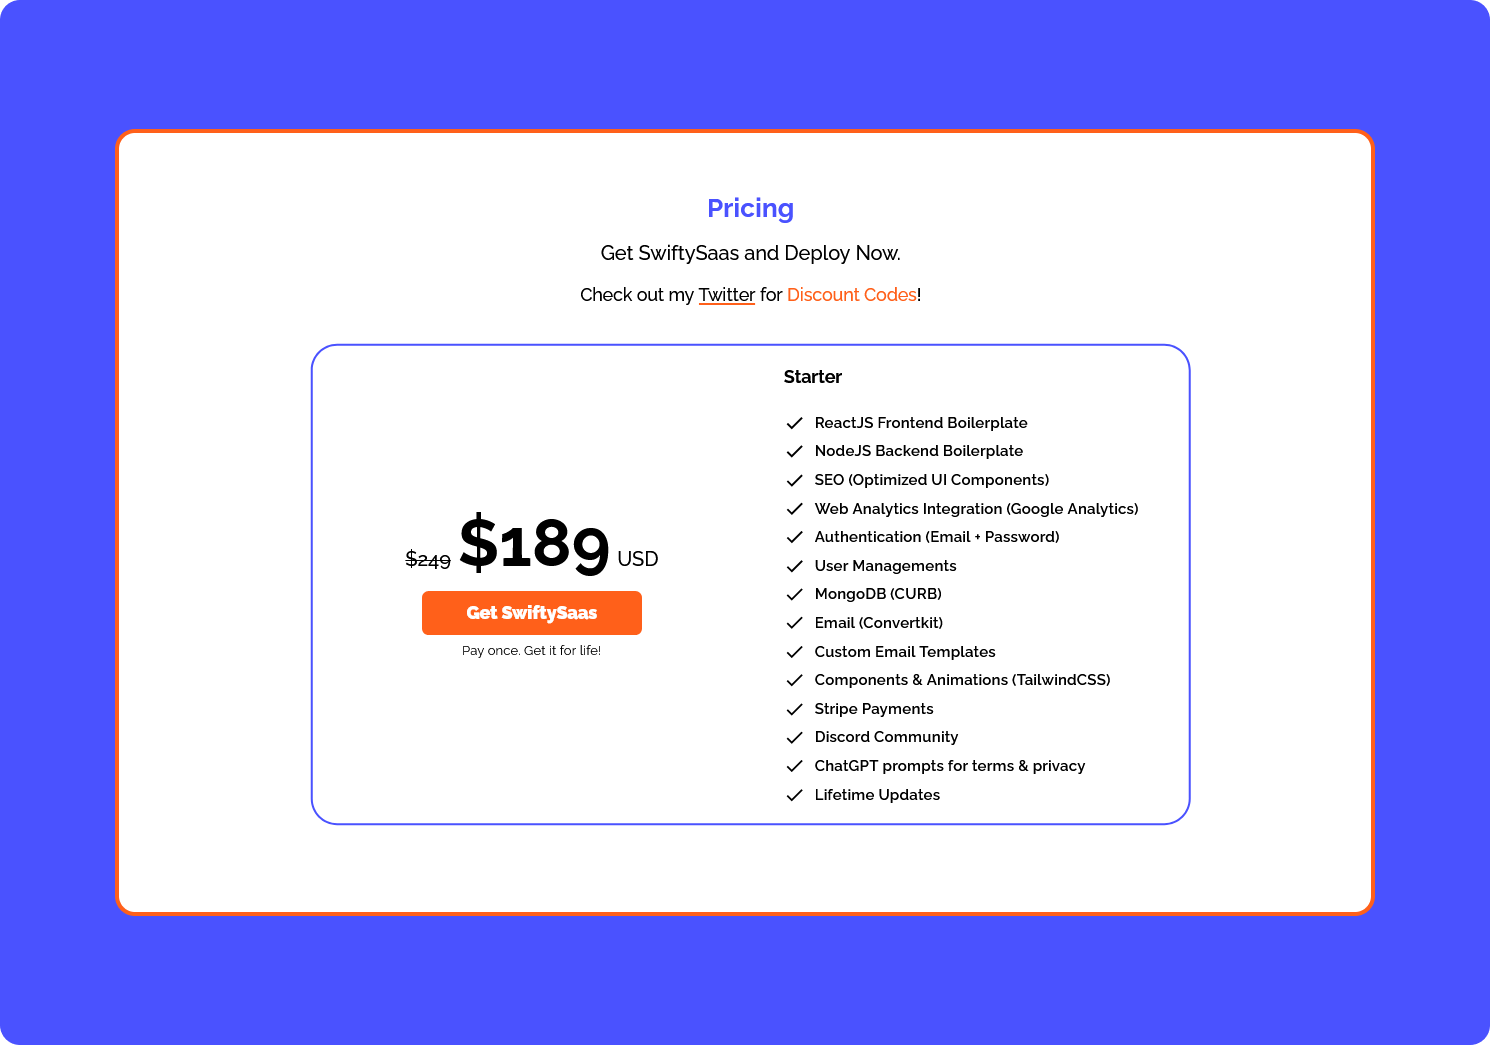 Pricing
Get SwiftySaas and Deploy Now.
Check out my Twitter for Discount Codes!
$249 $189 USD
Get SwiftySaas
Pay once. Get it for life!
Starter
ReactJS Frontend Boilerplate
NodeJS Backend Boilerplate
SEO (Optimized UI Components)
Web Analytics Integration (Google Analytics)
Authentication (Email + Password)
User Managements
MongoDB (CURB)
Email (Convertkit)
Custom Email Templates
Components & Animations (TailwindCSS)
Stripe Payments
Discord Community
ChatGPT prompts for terms & privacy
Lifetime Updates